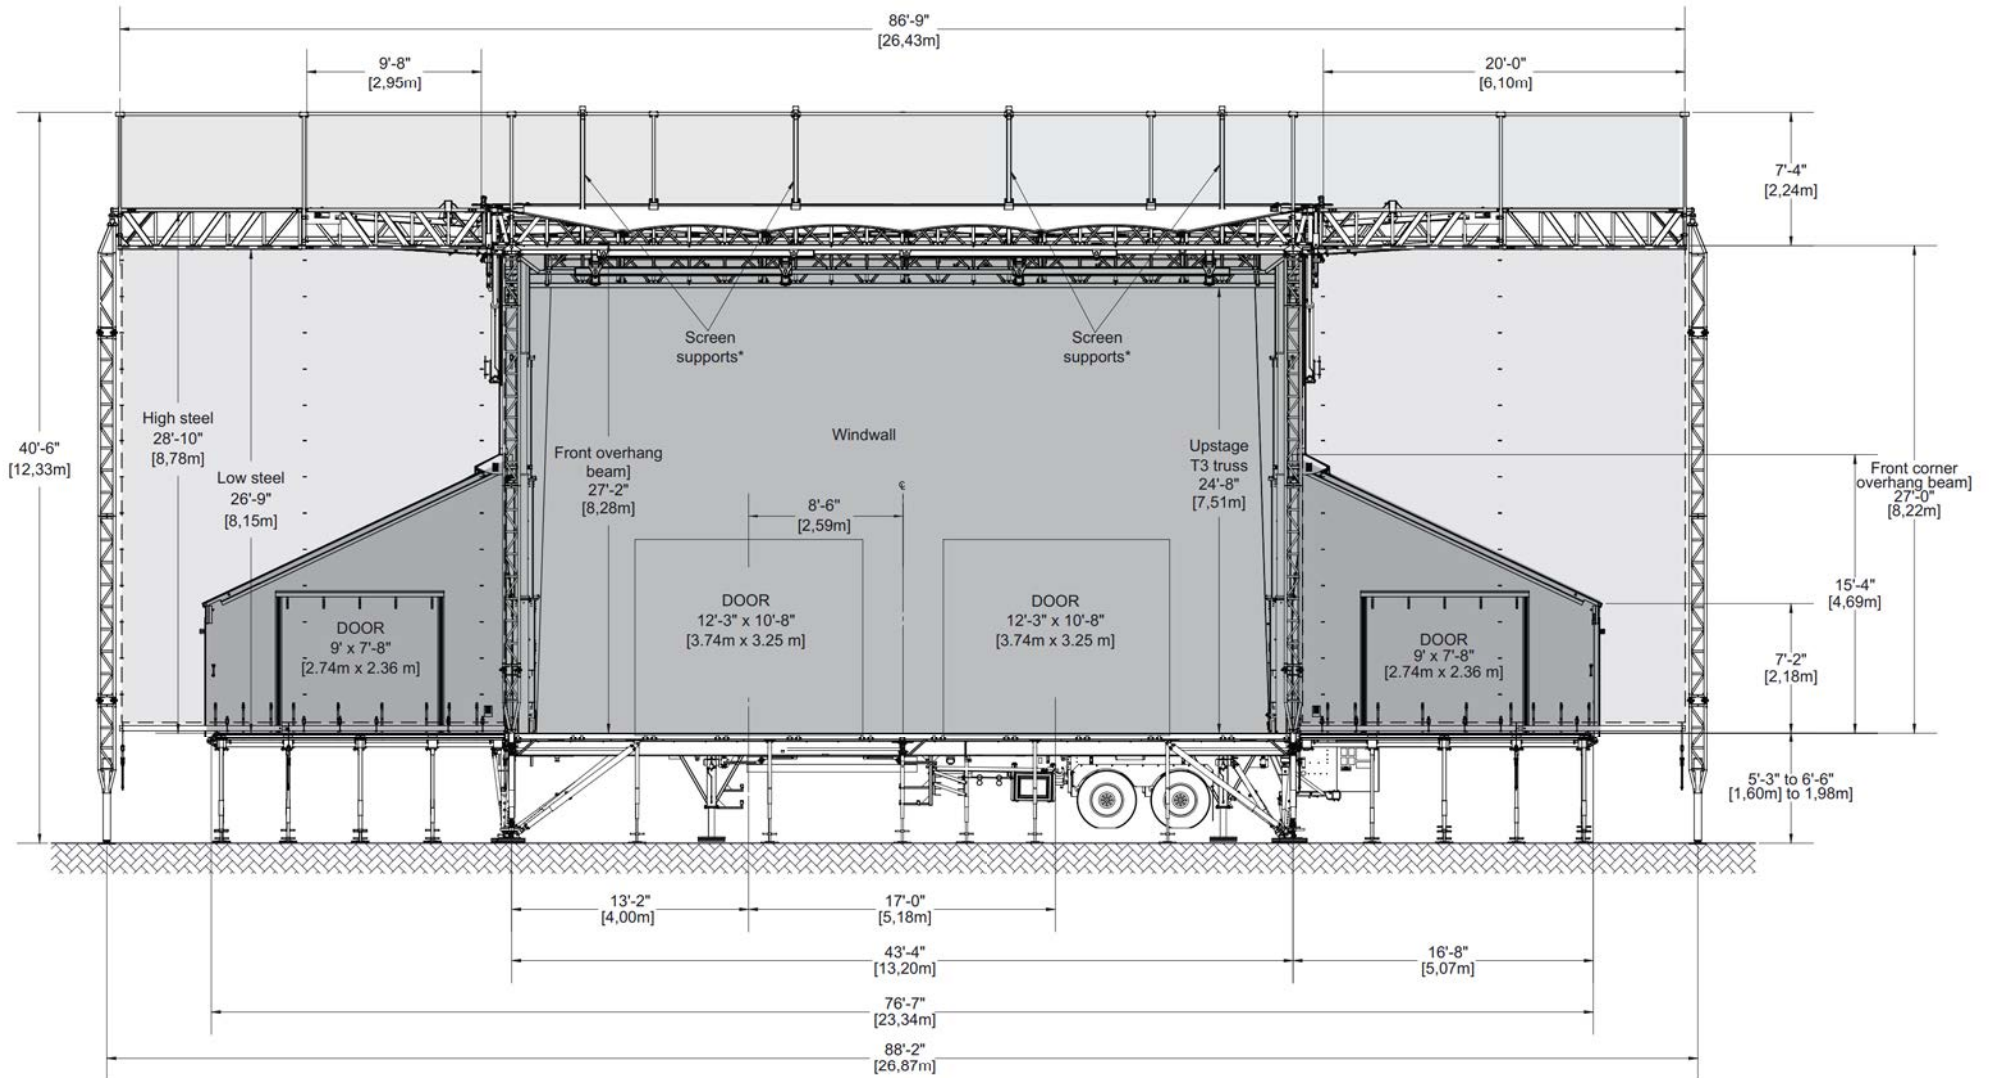 86'-9"
[26,43m]
9'-8"
[2,95m]
20'-0"
[6,10m]
7'-4"
[2,24m]
Screen
supports*
Screen
supports*
High steel
28'-10"
[8,78m]
Low steel
26'-9"
[8,15m]
40'-6"
[12,33m]
Front overhang
beam]
27'-2"
[8,28m]
Windwall
℄
8'-6"
[2,59m]
Upstage
T3 truss
24'-8"
[7,51m]
Front corner
overhang beam]
27'-0"
[8,22m]
15'-4"
[4,69m]
DOOR
9' x 7'-8"
[2.74m x 2.36 m]
DOOR
12'-3" x 10'-8"
[3.74m x 3.25 m]
DOOR
12'-3" x 10'-8"
[3.74m x 3.25 m]
DOOR
9' x 7'-8"
[2.74m x 2.36 m]
7'-2"
[2,18m]
5'-3" to 6'-6"
[1,60m] to 1,98m]
13'-2"
[4,00m]
17'-0"
[5,18m]
43'-4"
[13,20m]
16'-8"
[5,07m]
76'-7"
[23,34m]
88'-2"
[26,87m]